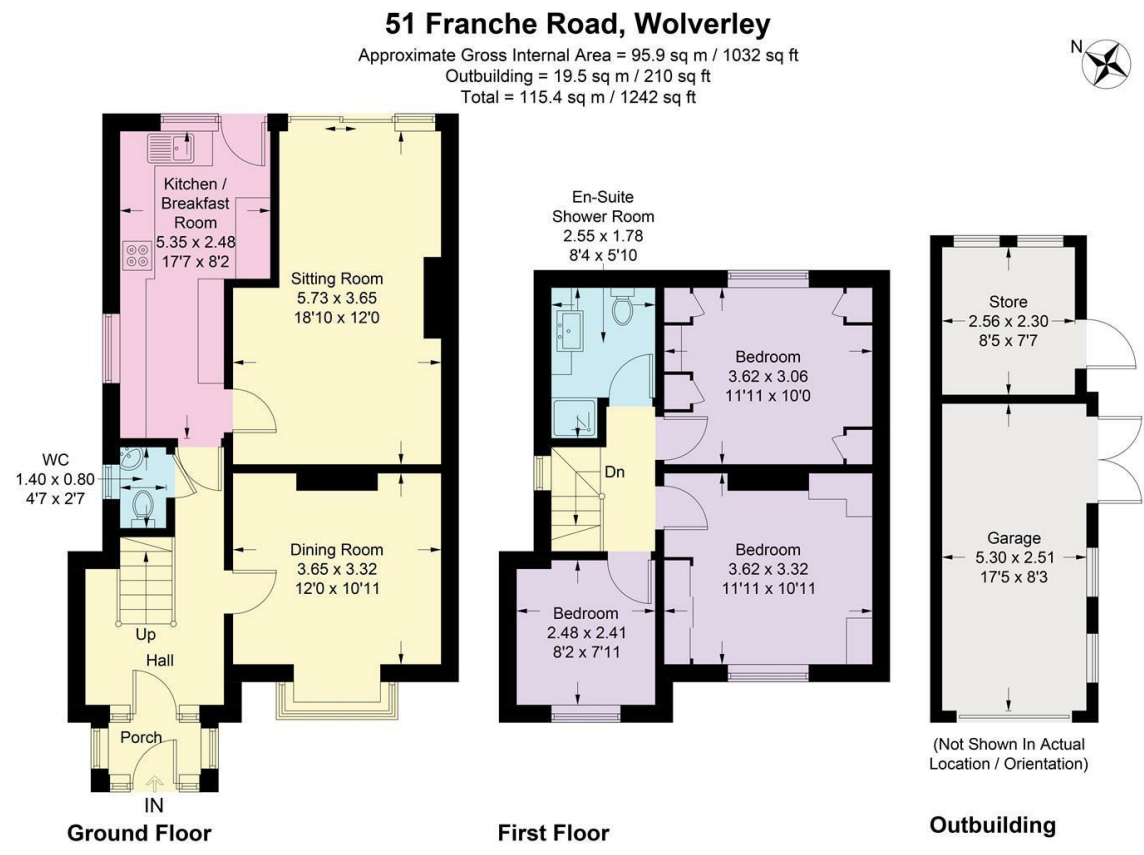 51 Franche Road, Wolverley
Approximate Gross Internal Area = 95.9 sq m / 1032 sq ft
Outbuilding = 19.5 sq m / 210 sq ft
Total = 115.4 sq m / 1242 sq ft
N
Kitchen /
Breakfast
Room
5.35 x 2.48
17'7 x 8'2
Sitting Room
5.73 x 3.65
18'10 x 12'0
WC
1.40 x 0.80
4'7 x 2'7
Dining Room
3.65 x 3.32
12'0 x 10'11
Up
Hall
Porch
IN
Ground Floor
En-Suite
Shower Room
2.55 x 1.78
8'4 x 5'10
Bedroom
3.62 x 3.06
11'11 x 10'0
Dn
Bedroom
3.62 x 3.32
11'11 x 10'11
Bedroom
2.48 x 2.41
8'2 x 7'11
First Floor
Store
2.56 x 2.30
8'5 x 7'7
Garage
5.30 x 2.51
17'5 x 8'3
(Not Shown In Actual
Location / Orientation)
Outbuilding